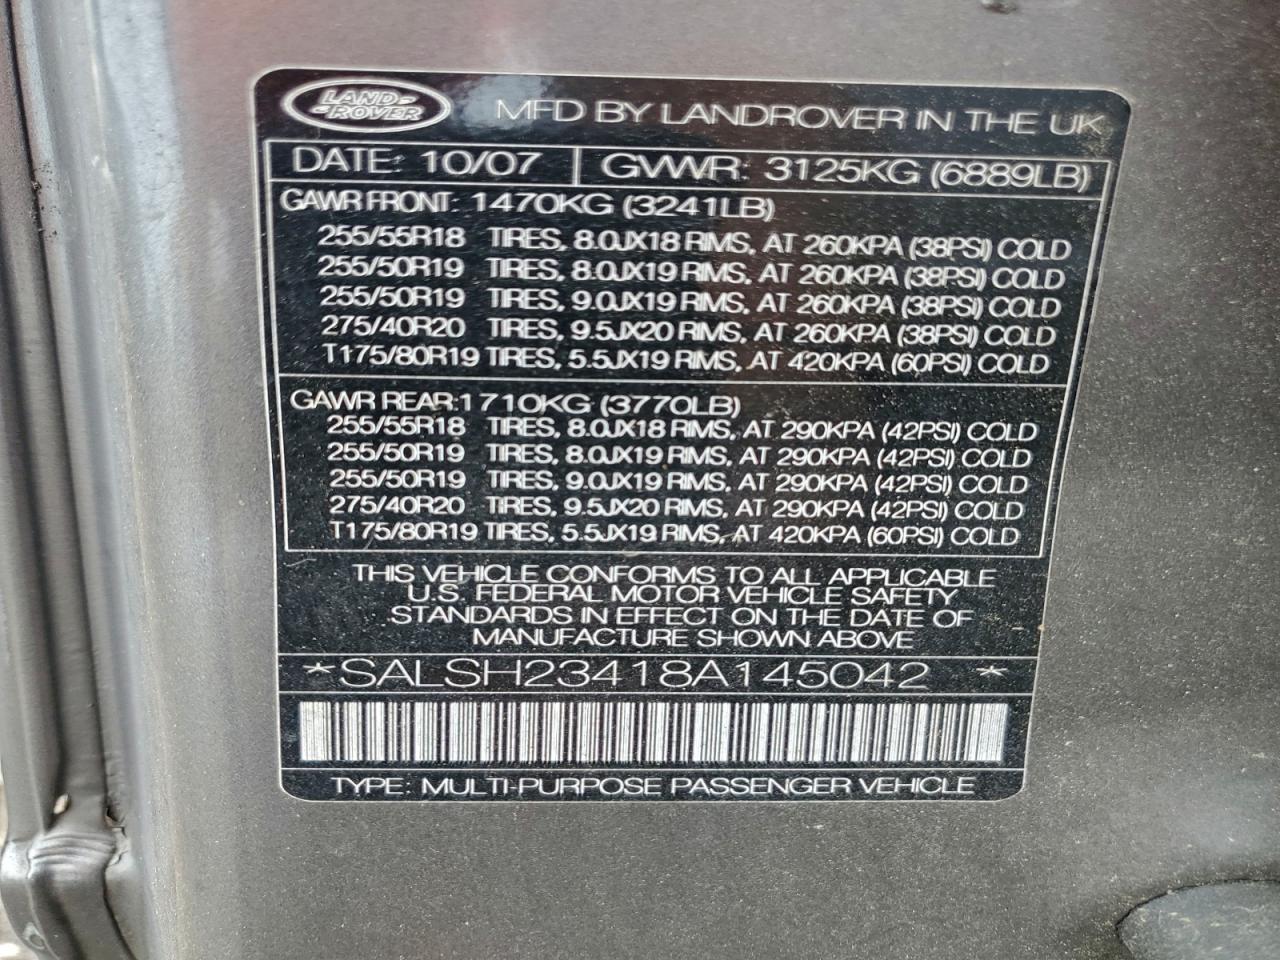 LAND ROVER MFD BY LANDROVER IN THE UK
DATE: 10/07 GVWR: 3125KG (6889LB)
GAWR FRONT: 1470KG (3241LB)
255/55R18 TIRES, 8.0JX18 RIMS, AT 260KPA (38PSI) COLD
255/50R19 TIRES, 8.0JX19 RIMS, AT 260KPA (38PSI) COLD
255/50R19 TIRES, 9.0JX19 RIMS, AT 260KPA (38PSI) COLD
275/40R20 TIRES, 9.5JX20 RIMS, AT 260KPA (38PSI) COLD
T175/80R19 TIRES, 5.5JX19 RIMS, AT 420KPA (60PSI) COLD
GAWR REAR: 1710KG (3770LB)
255/55R18 TIRES, 8.0JX18 RIMS, AT 290KPA (42PSI) COLD
255/50R19 TIRES, 8.0JX19 RIMS, AT 290KPA (42PSI) COLD
255/50R19 TIRES, 9.0JX19 RIMS, AT 290KPA (42PSI) COLD
275/40R20 TIRES, 9.5JX20 RIMS, AT 290KPA (42PSI) COLD
T175/80R19 TIRES, 5.5JX19 RIMS, AT 420KPA (60PSI) COLD
THIS VEHICLE CONFORMS TO ALL APPLICABLE
U.S. FEDERAL MOTOR VEHICLE SAFETY
STANDARDS IN EFFECT ON THE DATE OF
MANUFACTURE SHOWN ABOVE
*SALSH23418A145042 *
TYPE: MULTI-PURPOSE PASSENGER VEHICLE